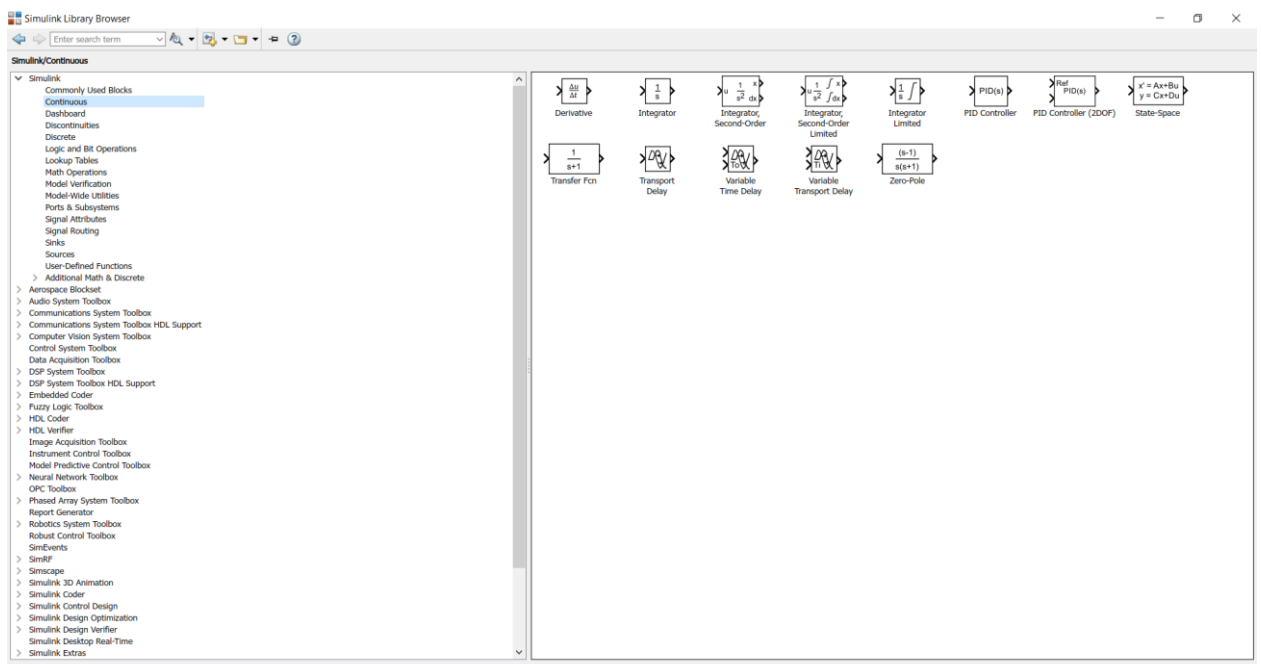 Simulink Library Browser
Enter search term
Simulink/Continuous
Simulink
Commonly Used Blocks
Continuous
Dashboard
Discontinuities
Discrete
Logic and Bit Operations
Lookup Tables
Math Operations
Model Verification
Model-Wide Utilities
Ports & Subsystems
Signal Attributes
Signal Routing
Sinks
Sources
User-Defined Functions
Additional Math & Discrete
Aerospace Blockset
Audio System Toolbox
Communications System Toolbox
Communications System Toolbox HDL Support
Computer Vision System Toolbox
Control System Toolbox
Data Acquisition Toolbox
DSP System Toolbox
DSP System Toolbox HDL Support
Embedded Coder
Fuzzy Logic Toolbox
HDL Coder
HDL Verifier
Image Acquisition Toolbox
Instrument Control Toolbox
Model Predictive Control Toolbox
Neural Network Toolbox
OPC Toolbox
Phased Array System Toolbox
Report Generator
Robotics System Toolbox
Robust Control Toolbox
SimEvents
SimRF
Simscape
Simulink 3D Animation
Simulink Coder
Simulink Control Design
Simulink Design Optimization
Simulink Design Verifier
Simulink Desktop Real-Time
Simulink Extras
Δu
Δt
Derivative
1
s
Integrator
u 1 x
s² dx
Integrator,
Second-Order
u 1 ∫ x
s² ∫dx
Integrator,
Second-Order
Limited
1 ∫
s
Integrator
Limited
PID(s)
PID Controller
Ref
PID(s)
PID Controller (2DOF)
x' = Ax+Bu
y = Cx+Du
State-Space
1
s+1
Transfer Fcn
Transport
Delay
To
Variable
Time Delay
Ti
Variable
Transport Delay
(s-1)
s(s+1)
Zero-Pole